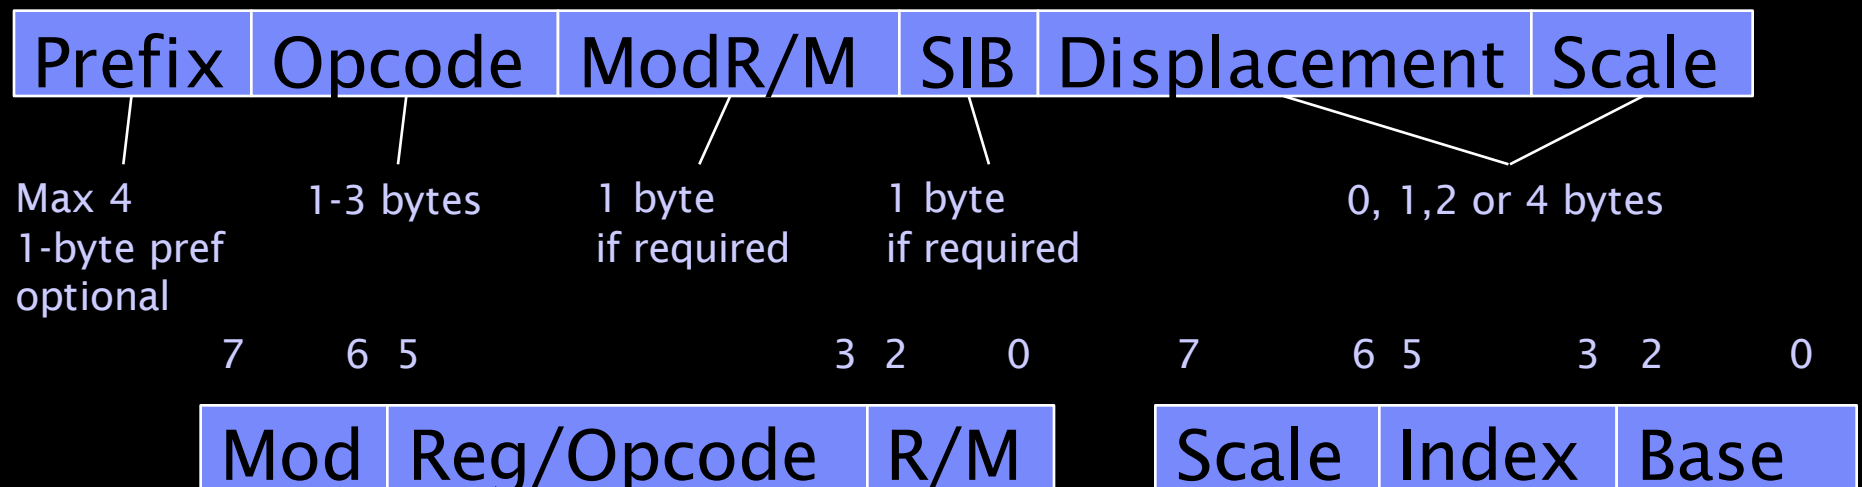 Prefix Opcode ModR/M SIB Displacement Scale
Max 4 1-3 bytes 1 byte 1 byte 0, 1,2 or 4 bytes
1-byte pref if required if required
optional
7 6 5 3 2 0 7 6 5 3 2 0
Mod Reg/Opcode R/M Scale Index Base